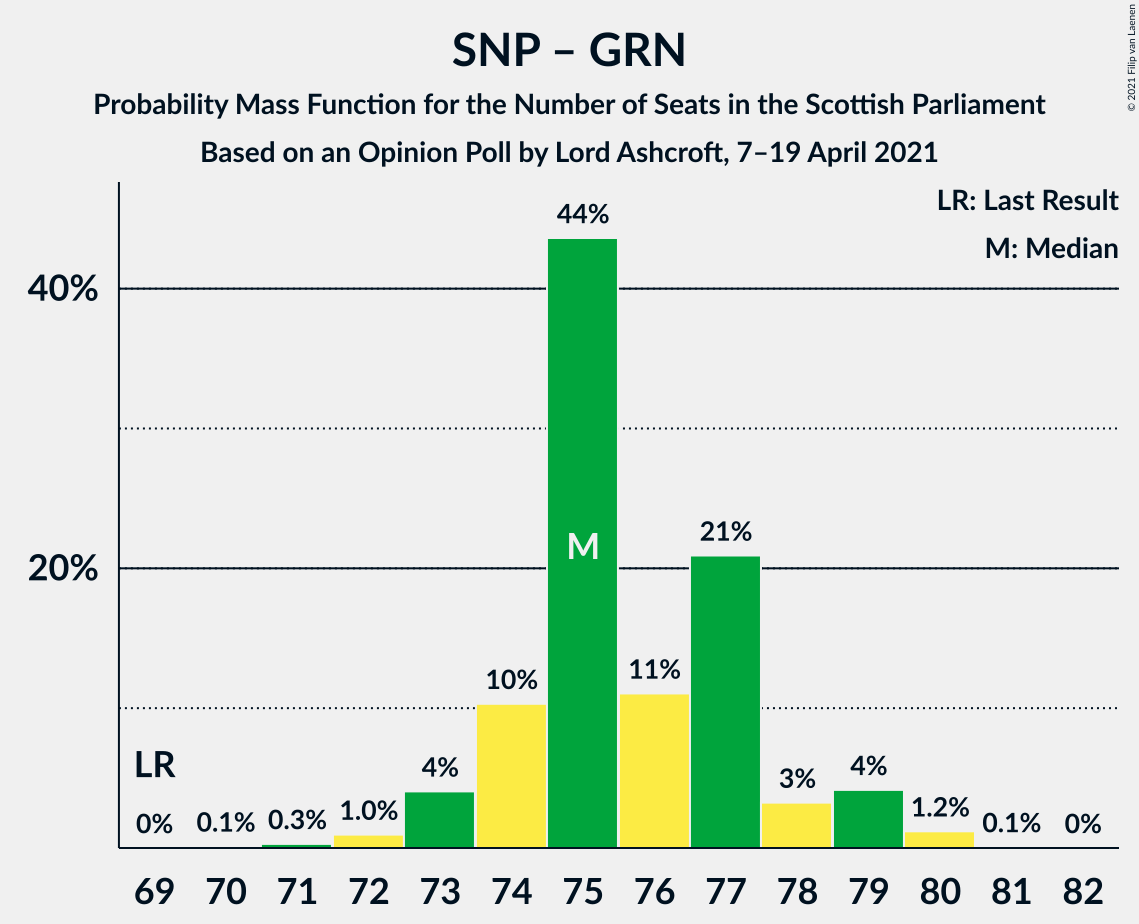 SNP – GRN
Probability Mass Function for the Number of Seats in the Scottish Parliament
Based on an Opinion Poll by Lord Ashcroft, 7–19 April 2021
© 2021 Filip van Laenen
LR: Last Result
M: Median
44%
40%
M
21%
20%
11%
10%
LR
4%
4%
3%
1.2%
1.0%
0.3%
0.1%
0.1%
0%
0%
69 70 71 72 73 74 75 76 77 78 79 80 81 82